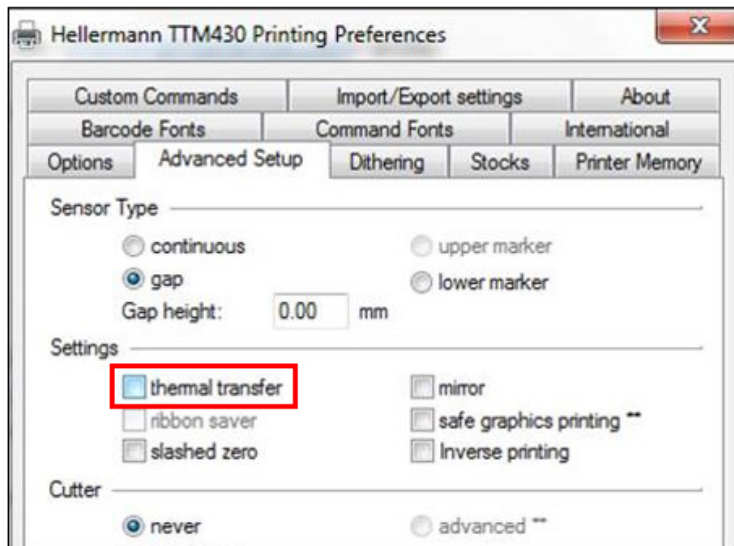 Hellermann TTM430 Printing Preferences
Custom Commands Import/Export settings About
Barcode Fonts Command Fonts International
Options Advanced Setup Dithering Stocks Printer Memory
Sensor Type
continuous upper marker
gap lower marker
Gap height: 0.00 mm
Settings
thermal transfer mirror
ribbon saver safe graphics printing **
slashed zero Inverse printing
Cutter
never advanced **